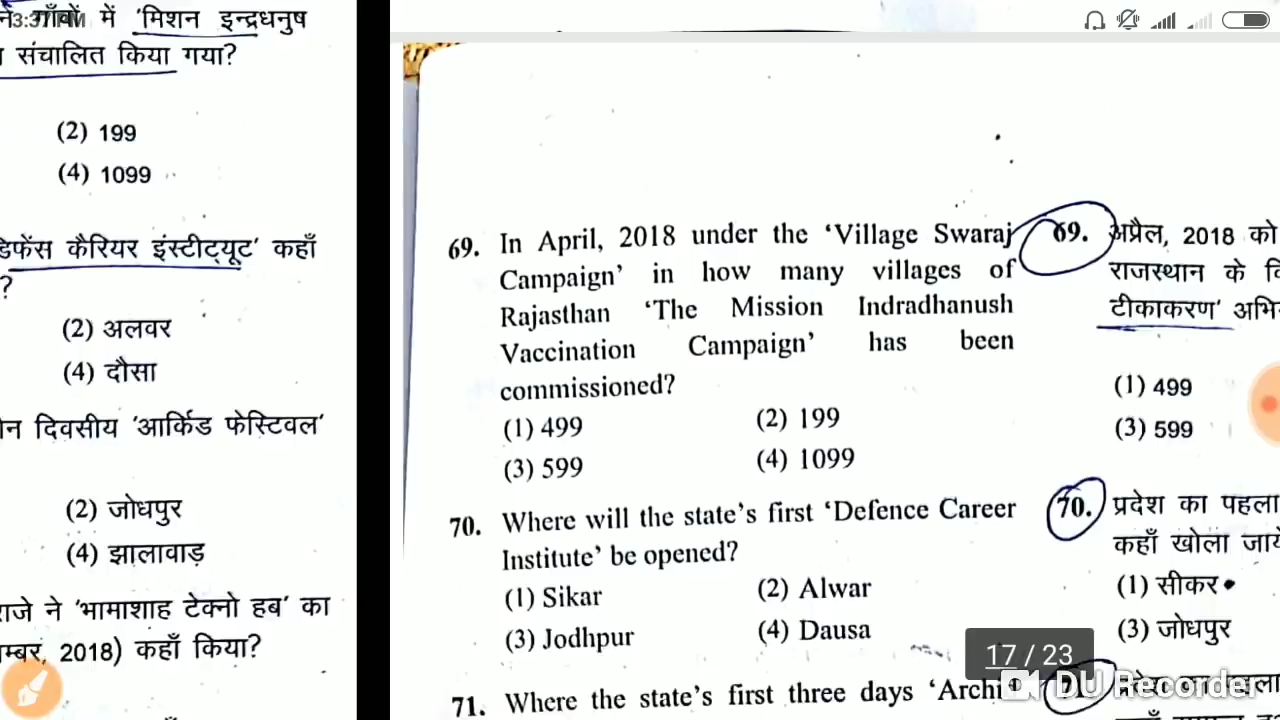 3:37 PM
गाँवों में 'मिशन इन्द्रधनुष
संचालित किया गया?
(2) 199
(4) 1099
डिफेंस कैरियर इंस्टीट्यूट' कहाँ
?
(2) अलवर
(4) दौसा
दिवसीय 'आर्किड फेस्टिवल'
(2) जोधपुर
(4) झालावाड़
राजे ने 'भामाशाह टेक्नो हब' का
2018) कहाँ किया?
69. In April, 2018 under the 'Village Swaraj
Campaign' in how many villages of
Rajasthan 'The Mission Indradhanush
Vaccination Campaign' has been
commissioned?
(1) 499 (2) 199
(3) 599 (4) 1099
70. Where will the state's first 'Defence Career
Institute' be opened?
(1) Sikar (2) Alwar
(3) Jodhpur (4) Dausa
71. Where the state's first three days
69. अप्रैल, 2018 को
राजस्थान के
टीकाकरण'
(1) 499
(3) 599
70. प्रदेश का पहला
कहाँ खोला
(1) सीकर
(3) जोधपुर
17 / 23
DU Recorder